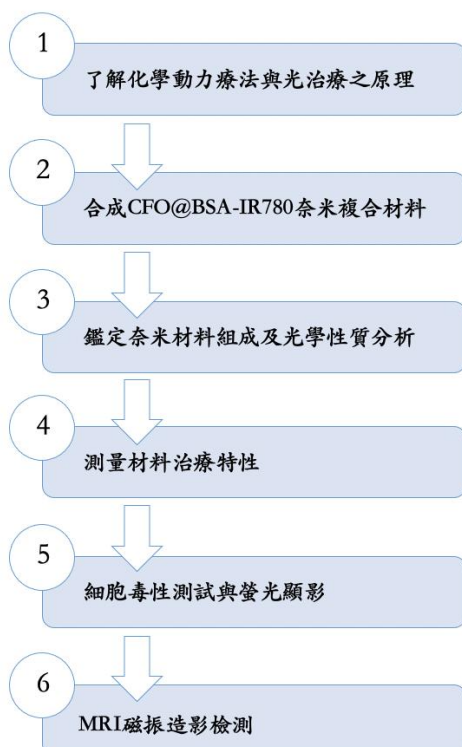 1
了解化學動力療法與光治療之原理
2
合成CFO@BSA-IR780奈米複合材料
3
鑑定奈米材料組成及光學性質分析
4
測量材料治療特性
5
細胞毒性測試與螢光顯影
6
MRI磁振造影檢測